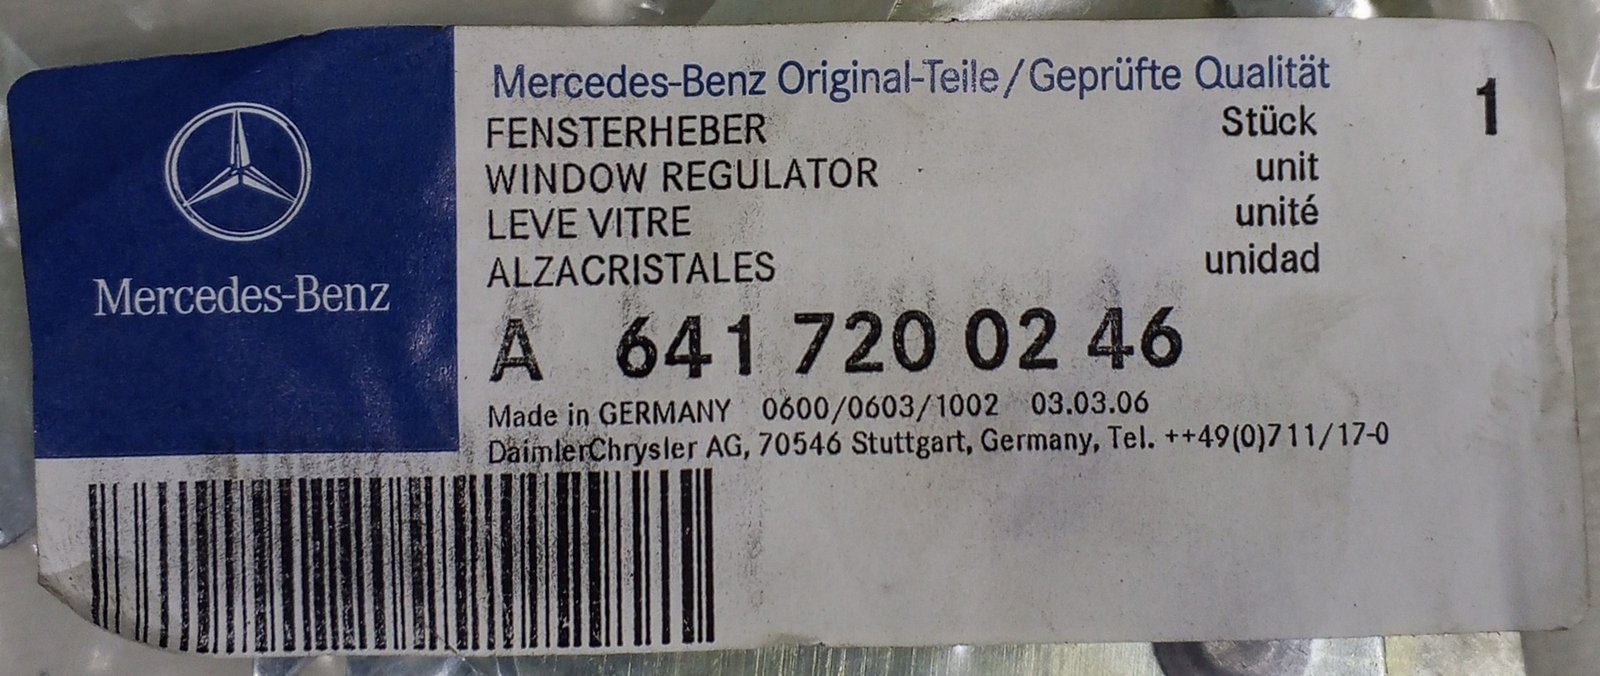 Mercedes-Benz
Mercedes-Benz Original-Teile/Geprüfte Qualität
FENSTERHEBER Stück 1
WINDOW REGULATOR unit
LEVE VITRE unité
ALZACRISTALES unidad
A 641 720 02 46
Made in GERMANY 0600/0603/1002 03.03.06
DaimlerChrysler AG, 70546 Stuttgart, Germany, Tel. ++49(0)711/17-0